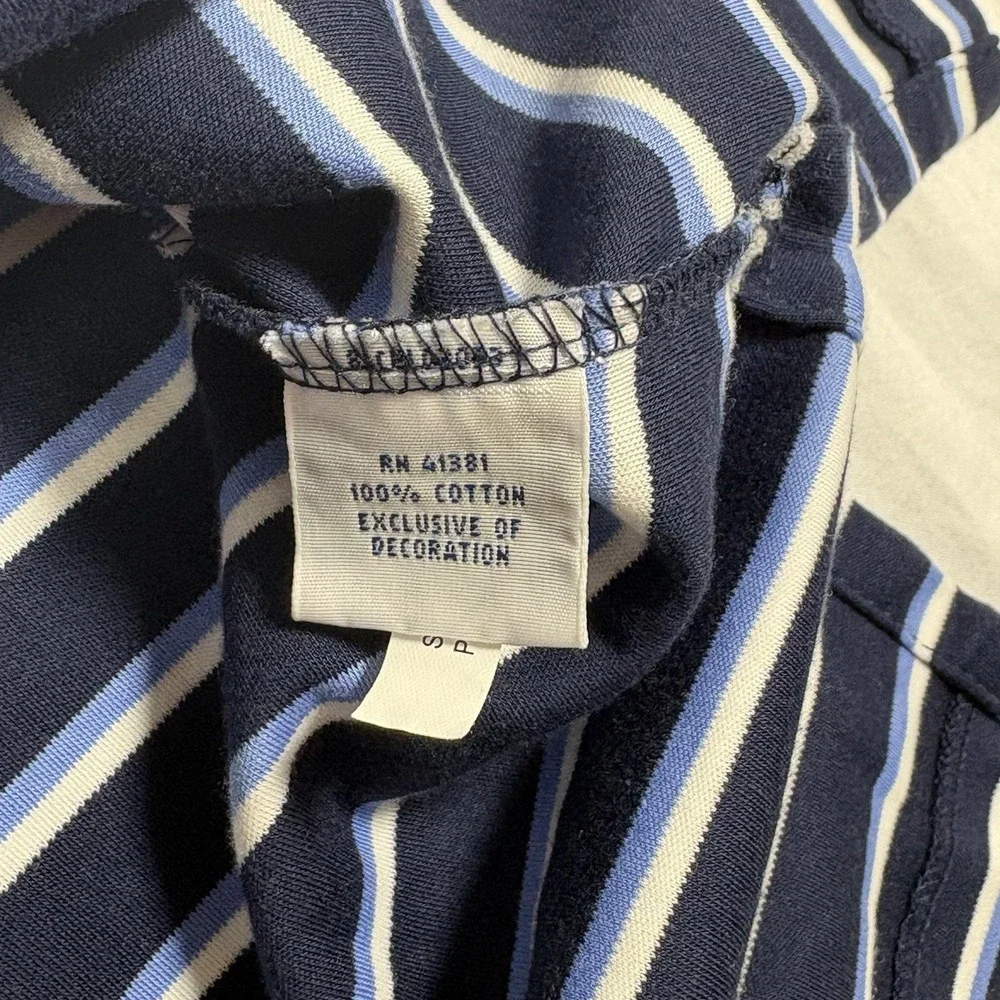 RN 41381
100% COTTON
EXCLUSIVE OF
DECORATION
S
P